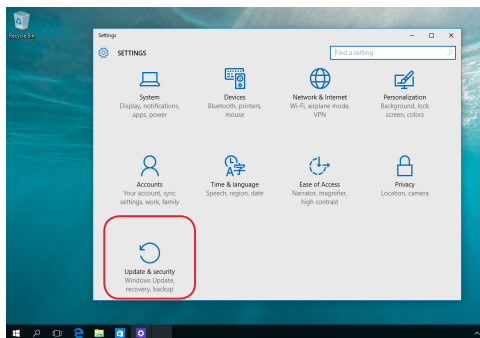 Recycle Bin
Settings
SETTINGS
Find a setting
System
Display, notifications,
apps, power
Devices
Bluetooth, printers,
mouse
Network & Internet
Wi-Fi, airplane mode,
VPN
Personalization
Background, lock
screen, colors
Accounts
Your account, sync
settings, work, family
Time & language
Speech, region, date
Ease of Access
Narrator, magnifier,
high contrast
Privacy
Location, camera
Update & security
Windows Update,
recovery, backup